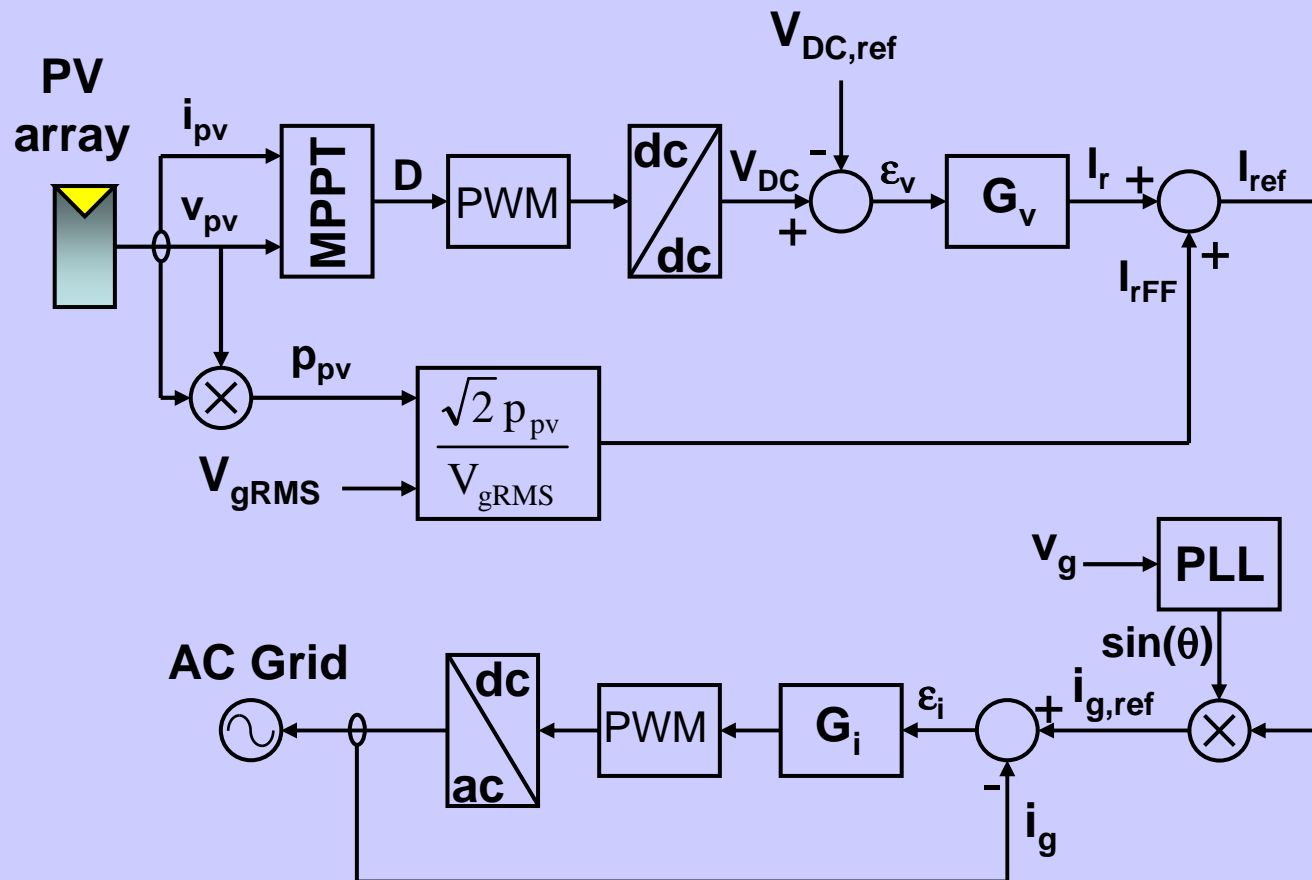 V_DC,ref
PV
array
i_pv
v_pv
MPPT
D
PWM
dc
dc
V_DC
-
+
ε_v
G_v
I_r
+
I_ref
+
I_rFF
p_pv
√2 p_pv
V_gRMS
V_gRMS
v_g
PLL
sin(θ)
AC Grid
dc
ac
PWM
G_i
ε_i
+
i_g,ref
-
i_g